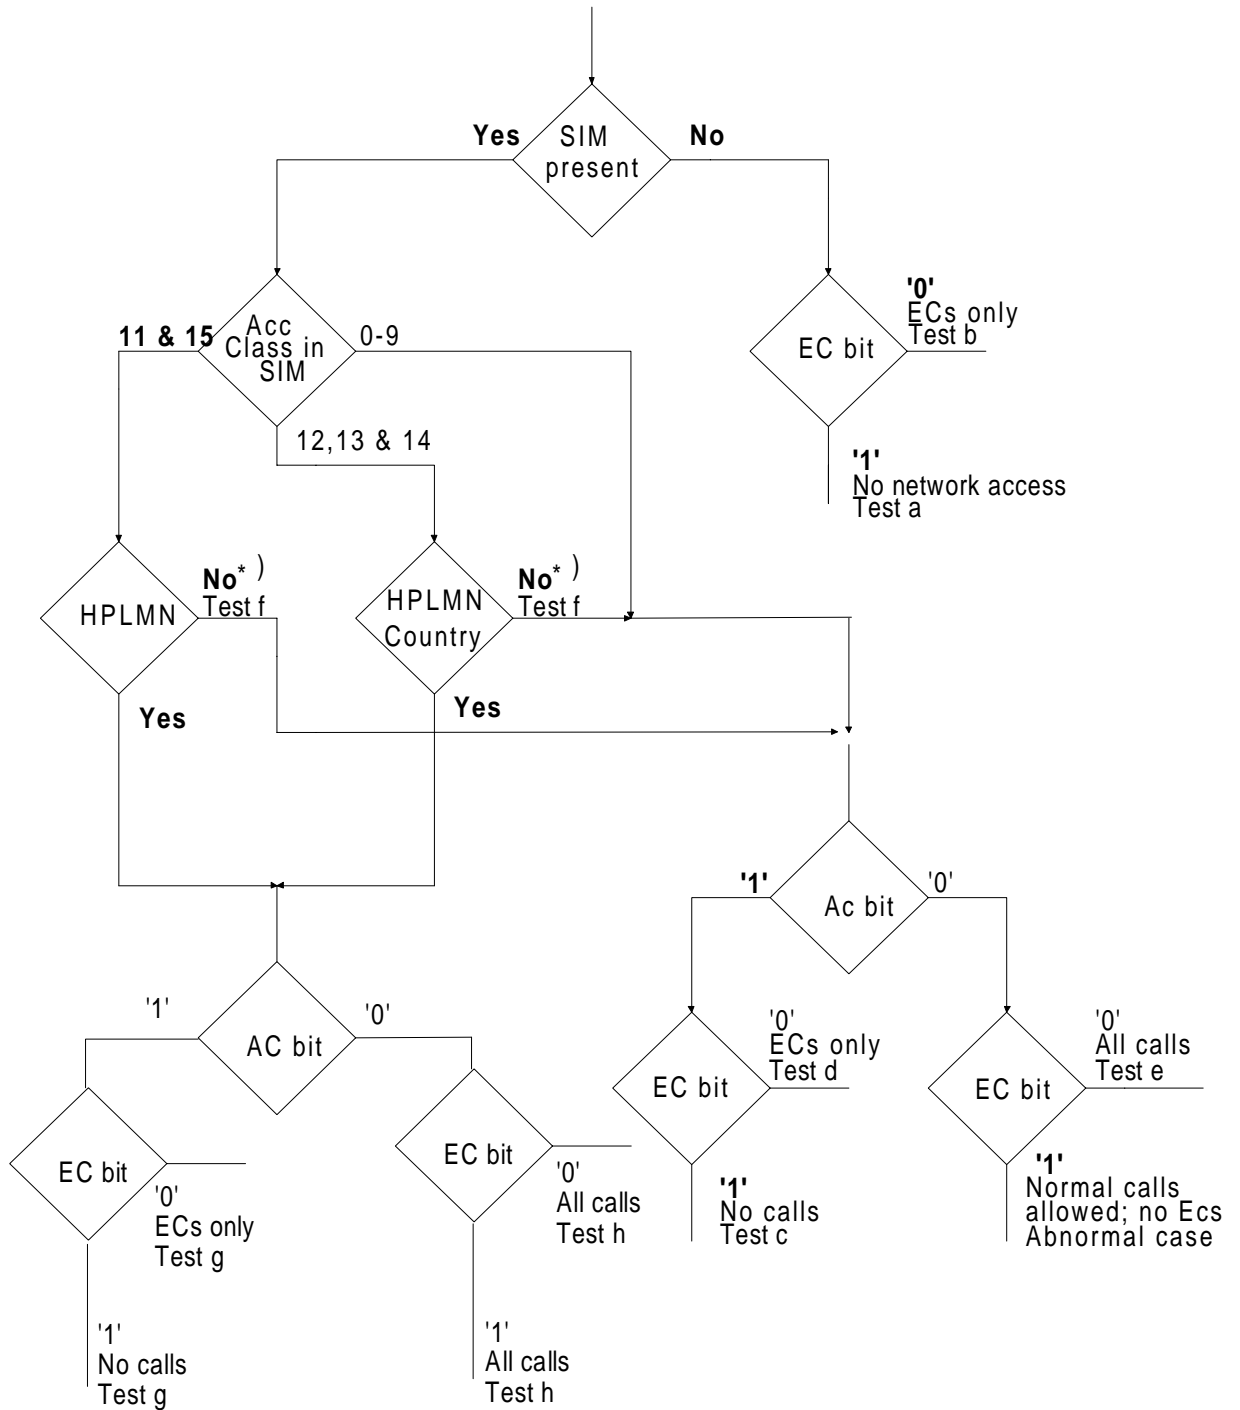 Yes
SIM
present
No
'0'
ECs only
Test b
EC bit
'1'
No network access
Test a
11 & 15
Acc
Class in
SIM
0-9
12,13 & 14
HPLMN
No* )
Test f
Yes
HPLMN
Country
No* )
Test f
Yes
'1'
Ac bit
'0'
EC bit
'0'
ECs only
Test d
'1'
No calls
Test c
EC bit
'0'
All calls
Test e
'1'
Normal calls
allowed; no Ecs
Abnormal case
'1'
AC bit
'0'
EC bit
'0'
ECs only
Test g
'1'
No calls
Test g
EC bit
'0'
All calls
Test h
'1'
All calls
Test h